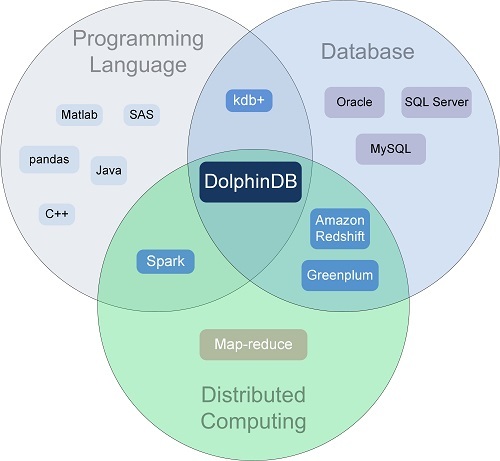 Programming
Language
Database
kdb+
Matlab
SAS
Oracle
SQL Server
pandas
Java
MySQL
DolphinDB
C++
Amazon
Redshift
Spark
Greenplum
Map-reduce
Distributed
Computing